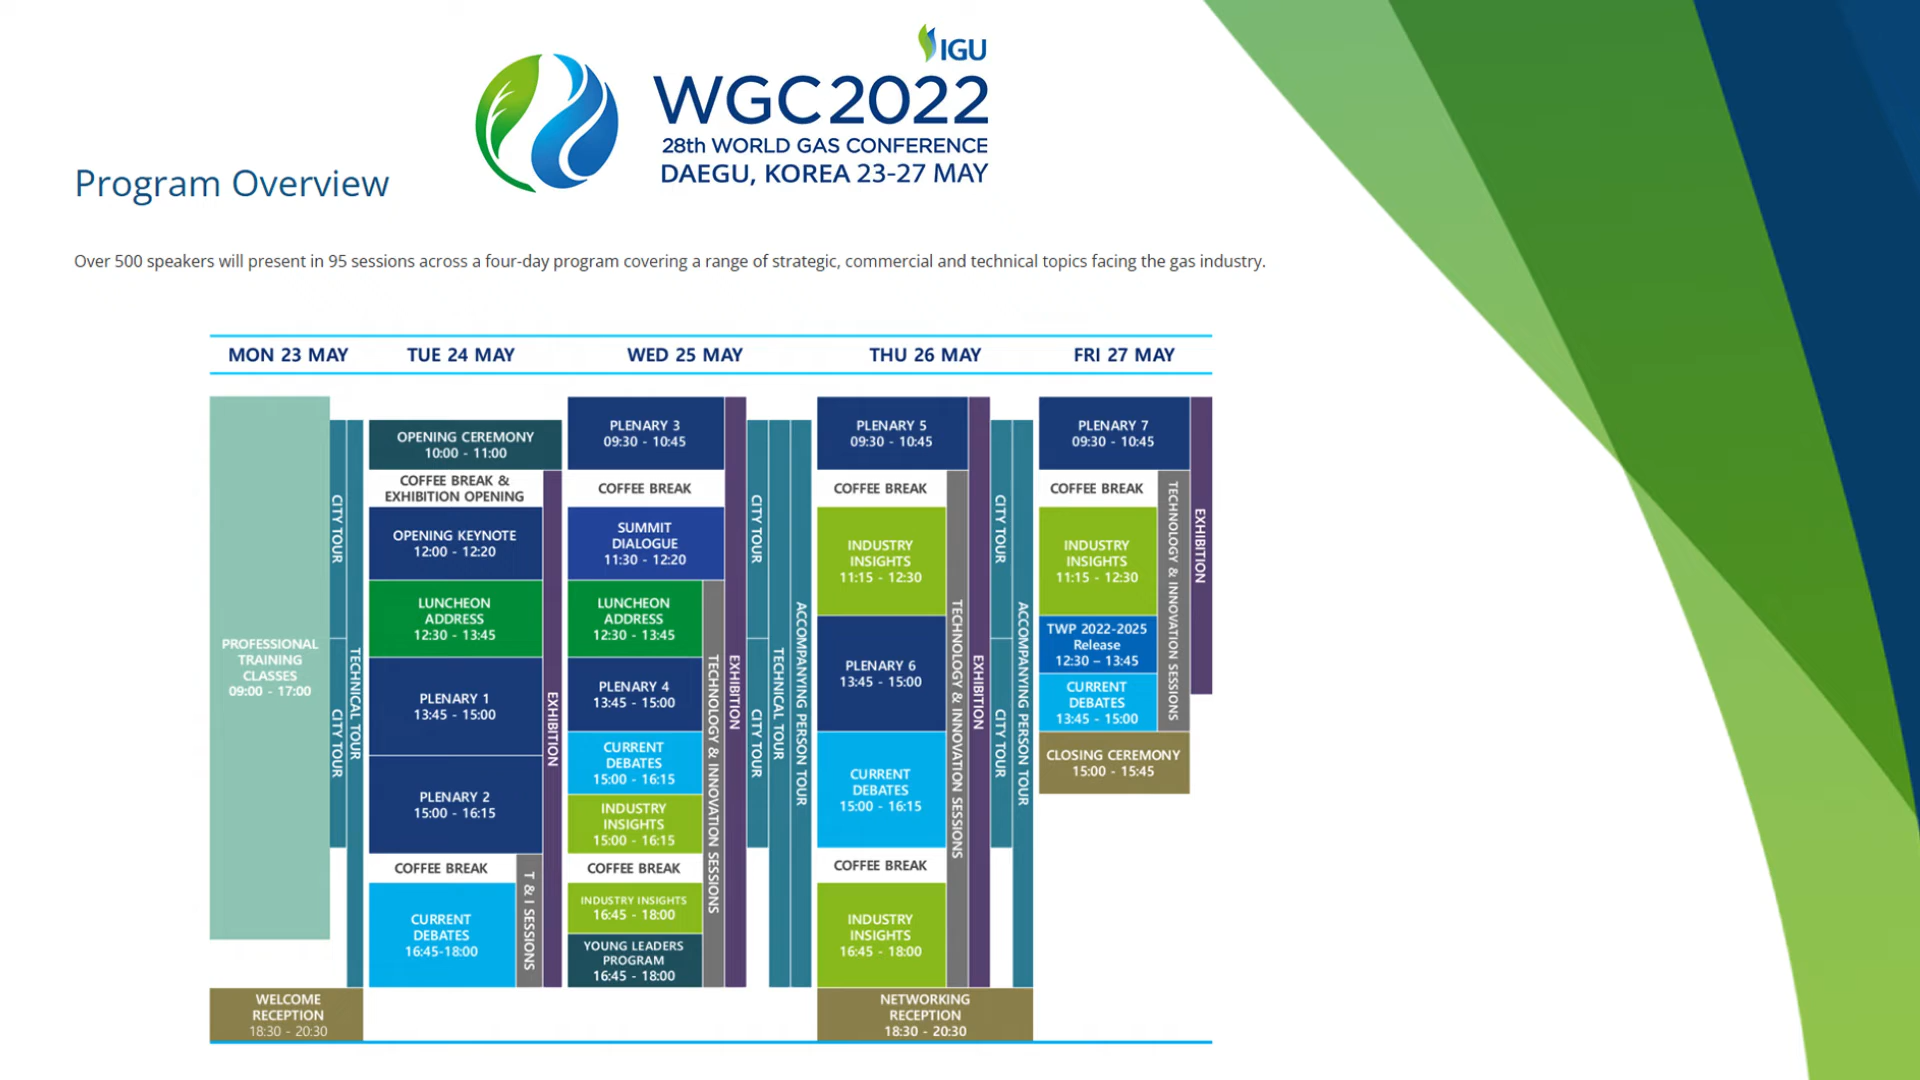 IGU
WGC2022
28th WORLD GAS CONFERENCE
DAEGU, KOREA 23-27 MAY
Program Overview
Over 500 speakers will present in 95 sessions across a four-day program covering a range of strategic, commercial and technical topics facing the gas industry.
MON 23 MAY
TUE 24 MAY
WED 25 MAY
THU 26 MAY
FRI 27 MAY
PROFESSIONAL
TRAINING
CLASSES
09:00 - 17:00
CITY TOUR
CITY TOUR
TECHNICAL TOUR
WELCOME
RECEPTION
18:30 - 20:30
OPENING CEREMONY
10:00 - 11:00
COFFEE BREAK &
EXHIBITION OPENING
OPENING KEYNOTE
12:00 - 12:20
LUNCHEON
ADDRESS
12:30 - 13:45
PLENARY 1
13:45 - 15:00
PLENARY 2
15:00 - 16:15
COFFEE BREAK
CURRENT
DEBATES
16:45-18:00
T & I SESSIONS
EXHIBITION
PLENARY 3
09:30 - 10:45
COFFEE BREAK
SUMMIT
DIALOGUE
11:30 - 12:20
LUNCHEON
ADDRESS
12:30 - 13:45
PLENARY 4
13:45 - 15:00
CURRENT
DEBATES
15:00 - 16:15
INDUSTRY
INSIGHTS
15:00 - 16:15
COFFEE BREAK
INDUSTRY INSIGHTS
16:45 - 18:00
YOUNG LEADERS
PROGRAM
16:45 - 18:00
TECHNOLOGY & INNOVATION SESSIONS
EXHIBITION
CITY TOUR
CITY TOUR
TECHNICAL TOUR
ACCOMPANYING PERSON TOUR
PLENARY 5
09:30 - 10:45
COFFEE BREAK
INDUSTRY
INSIGHTS
11:15 - 12:30
PLENARY 6
13:45 - 15:00
CURRENT
DEBATES
15:00 - 16:15
COFFEE BREAK
INDUSTRY
INSIGHTS
16:45 - 18:00
TECHNOLOGY & INNOVATION SESSIONS
EXHIBITION
CITY TOUR
CITY TOUR
ACCOMPANYING PERSON TOUR
NETWORKING
RECEPTION
18:30 - 20:30
PLENARY 7
09:30 - 10:45
COFFEE BREAK
INDUSTRY
INSIGHTS
11:15 - 12:30
TWP 2022-2025
Release
12:30 – 13:45
CURRENT
DEBATES
13:45 - 15:00
CLOSING CEREMONY
15:00 - 15:45
TECHNOLOGY & INNOVATION SESSIONS
EXHIBITION